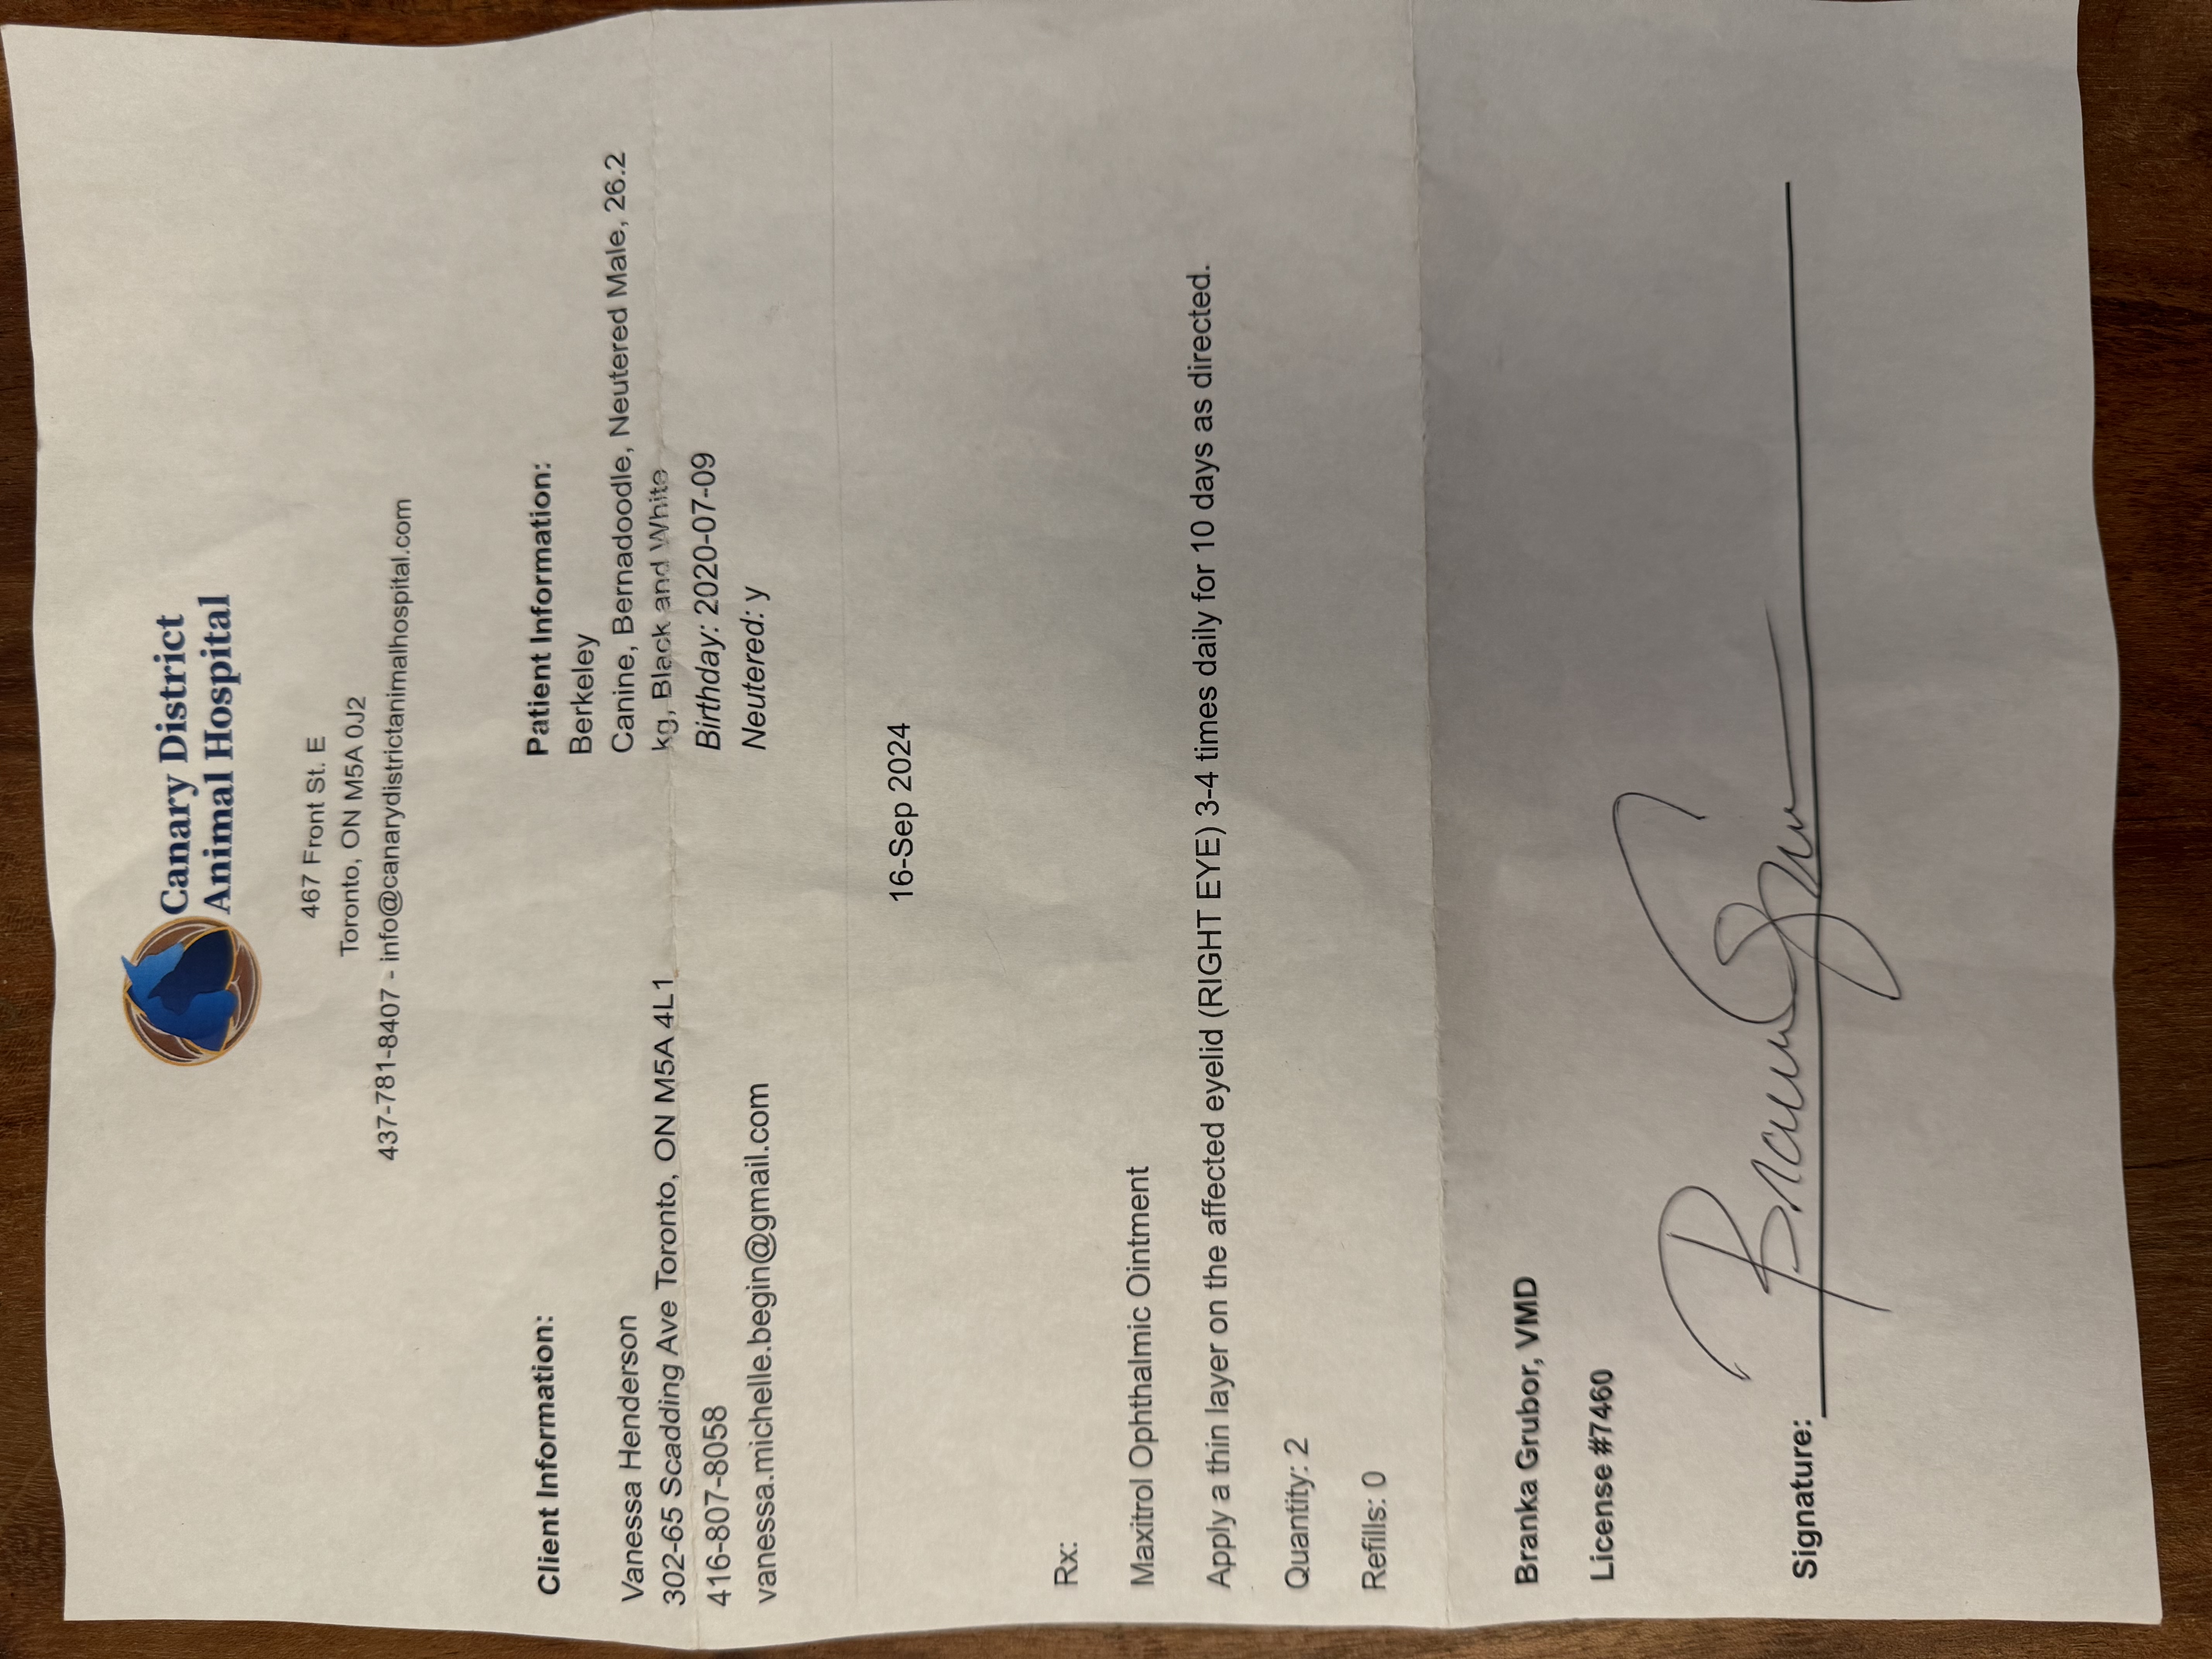 Canary District
Animal Hospital
467 Front St. E
Toronto, ON M5A 0J2
437-781-8407 - info@canarydistrictanimalhospital.com
Client Information:
Vanessa Henderson
302-65 Scadding Ave Toronto, ON M5A 4L1
416-807-8058
vanessa.michelle.begin@gmail.com
Patient Information:
Berkeley
Canine, Bernadoodle, Neutered Male, 26.2
kg, Black and White
Birthday: 2020-07-09
Neutered: y
16-Sep 2024
Rx:
Maxitrol Ophthalmic Ointment
Apply a thin layer on the affected eyelid (RIGHT EYE) 3-4 times daily for 10 days as directed.
Quantity: 2
Refills: 0
Branka Grubor, VMD
License #7460
Signature: